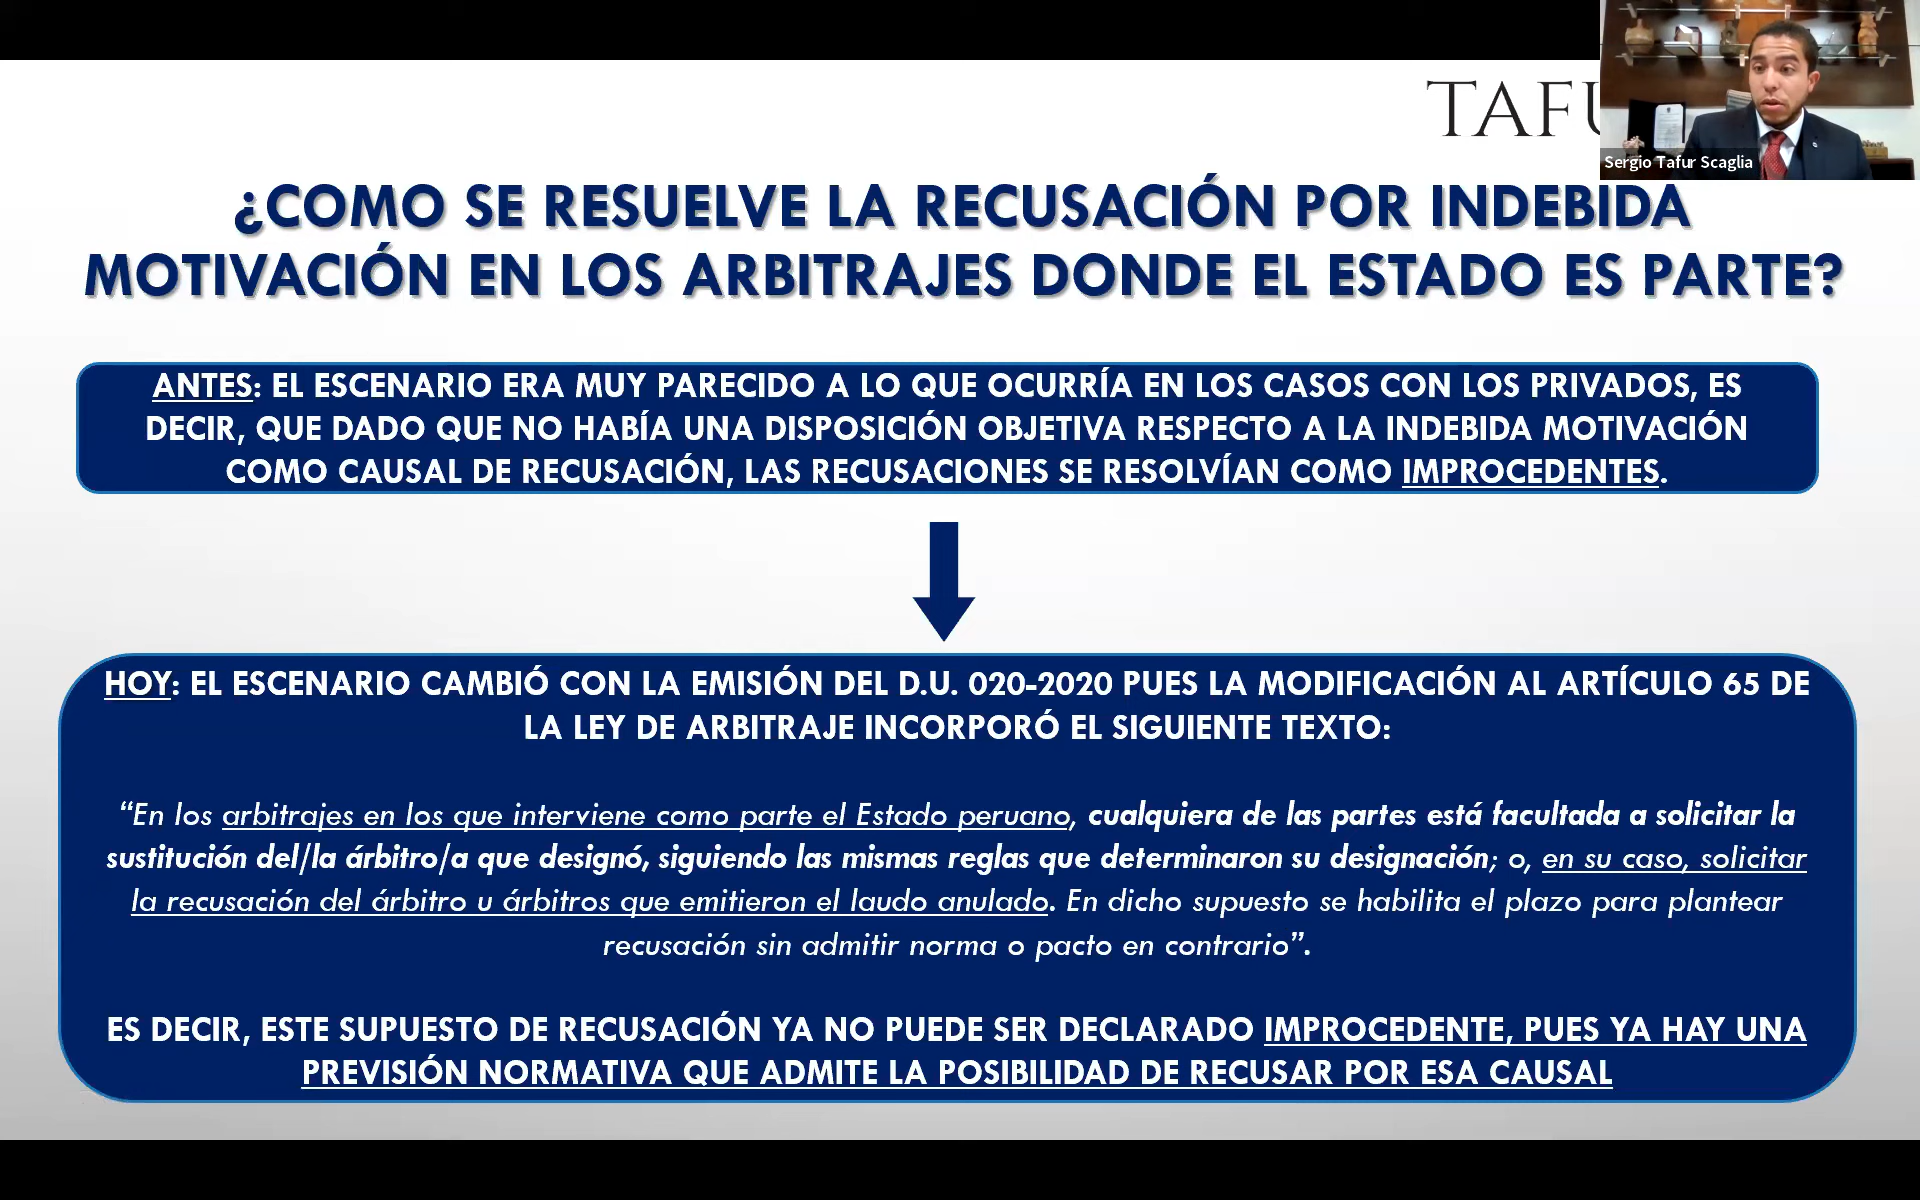 TAFU
Sergio Tafur Scaglia
¿COMO SE RESUELVE LA RECUSACIÓN POR INDEBIDA
MOTIVACIÓN EN LOS ARBITRAJES DONDE EL ESTADO ES PARTE?
ANTES: EL ESCENARIO ERA MUY PARECIDO A LO QUE OCURRÍA EN LOS CASOS CON LOS PRIVADOS, ES
DECIR, QUE DADO QUE NO HABÍA UNA DISPOSICIÓN OBJETIVA RESPECTO A LA INDEBIDA MOTIVACIÓN
COMO CAUSAL DE RECUSACIÓN, LAS RECUSACIONES SE RESOLVÍAN COMO IMPROCEDENTES.
HOY: EL ESCENARIO CAMBIÓ CON LA EMISIÓN DEL D.U. 020-2020 PUES LA MODIFICACIÓN AL ARTÍCULO 65 DE
LA LEY DE ARBITRAJE INCORPORÓ EL SIGUIENTE TEXTO:
“En los arbitrajes en los que interviene como parte el Estado peruano, cualquiera de las partes está facultada a solicitar la
sustitución del/la árbitro/a que designó, siguiendo las mismas reglas que determinaron su designación; o, en su caso, solicitar
la recusación del árbitro u árbitros que emitieron el laudo anulado. En dicho supuesto se habilita el plazo para plantear
recusación sin admitir norma o pacto en contrario”.
ES DECIR, ESTE SUPUESTO DE RECUSACIÓN YA NO PUEDE SER DECLARADO IMPROCEDENTE, PUES YA HAY UNA
PREVISIÓN NORMATIVA QUE ADMITE LA POSIBILIDAD DE RECUSAR POR ESA CAUSAL